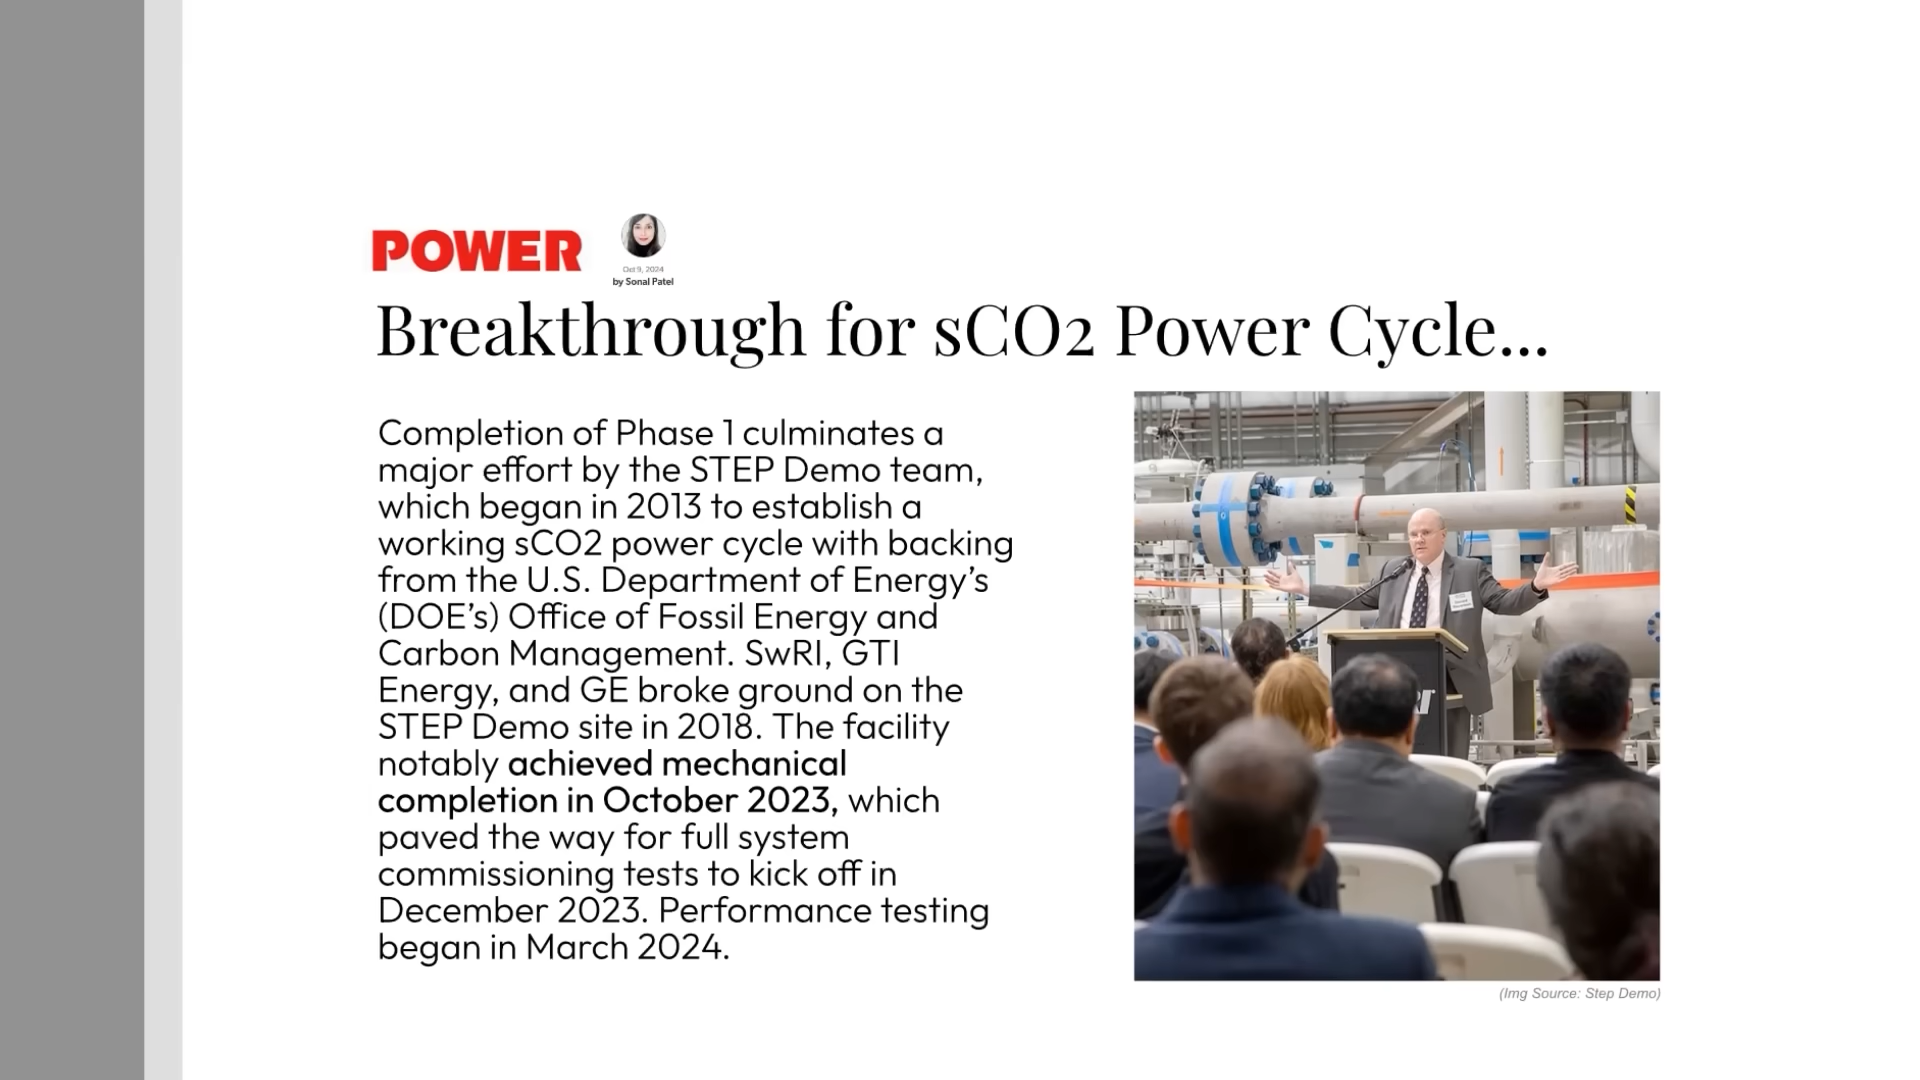 POWER
Oct 9, 2024
by Sonal Patel
Breakthrough for sCO2 Power Cycle...
Completion of Phase 1 culminates a
major effort by the STEP Demo team,
which began in 2013 to establish a
working sCO2 power cycle with backing
from the U.S. Department of Energy’s
(DOE’s) Office of Fossil Energy and
Carbon Management. SwRI, GTI
Energy, and GE broke ground on the
STEP Demo site in 2018. The facility
notably achieved mechanical
completion in October 2023, which
paved the way for full system
commissioning tests to kick off in
December 2023. Performance testing
began in March 2024.
(Img Source: Step Demo)